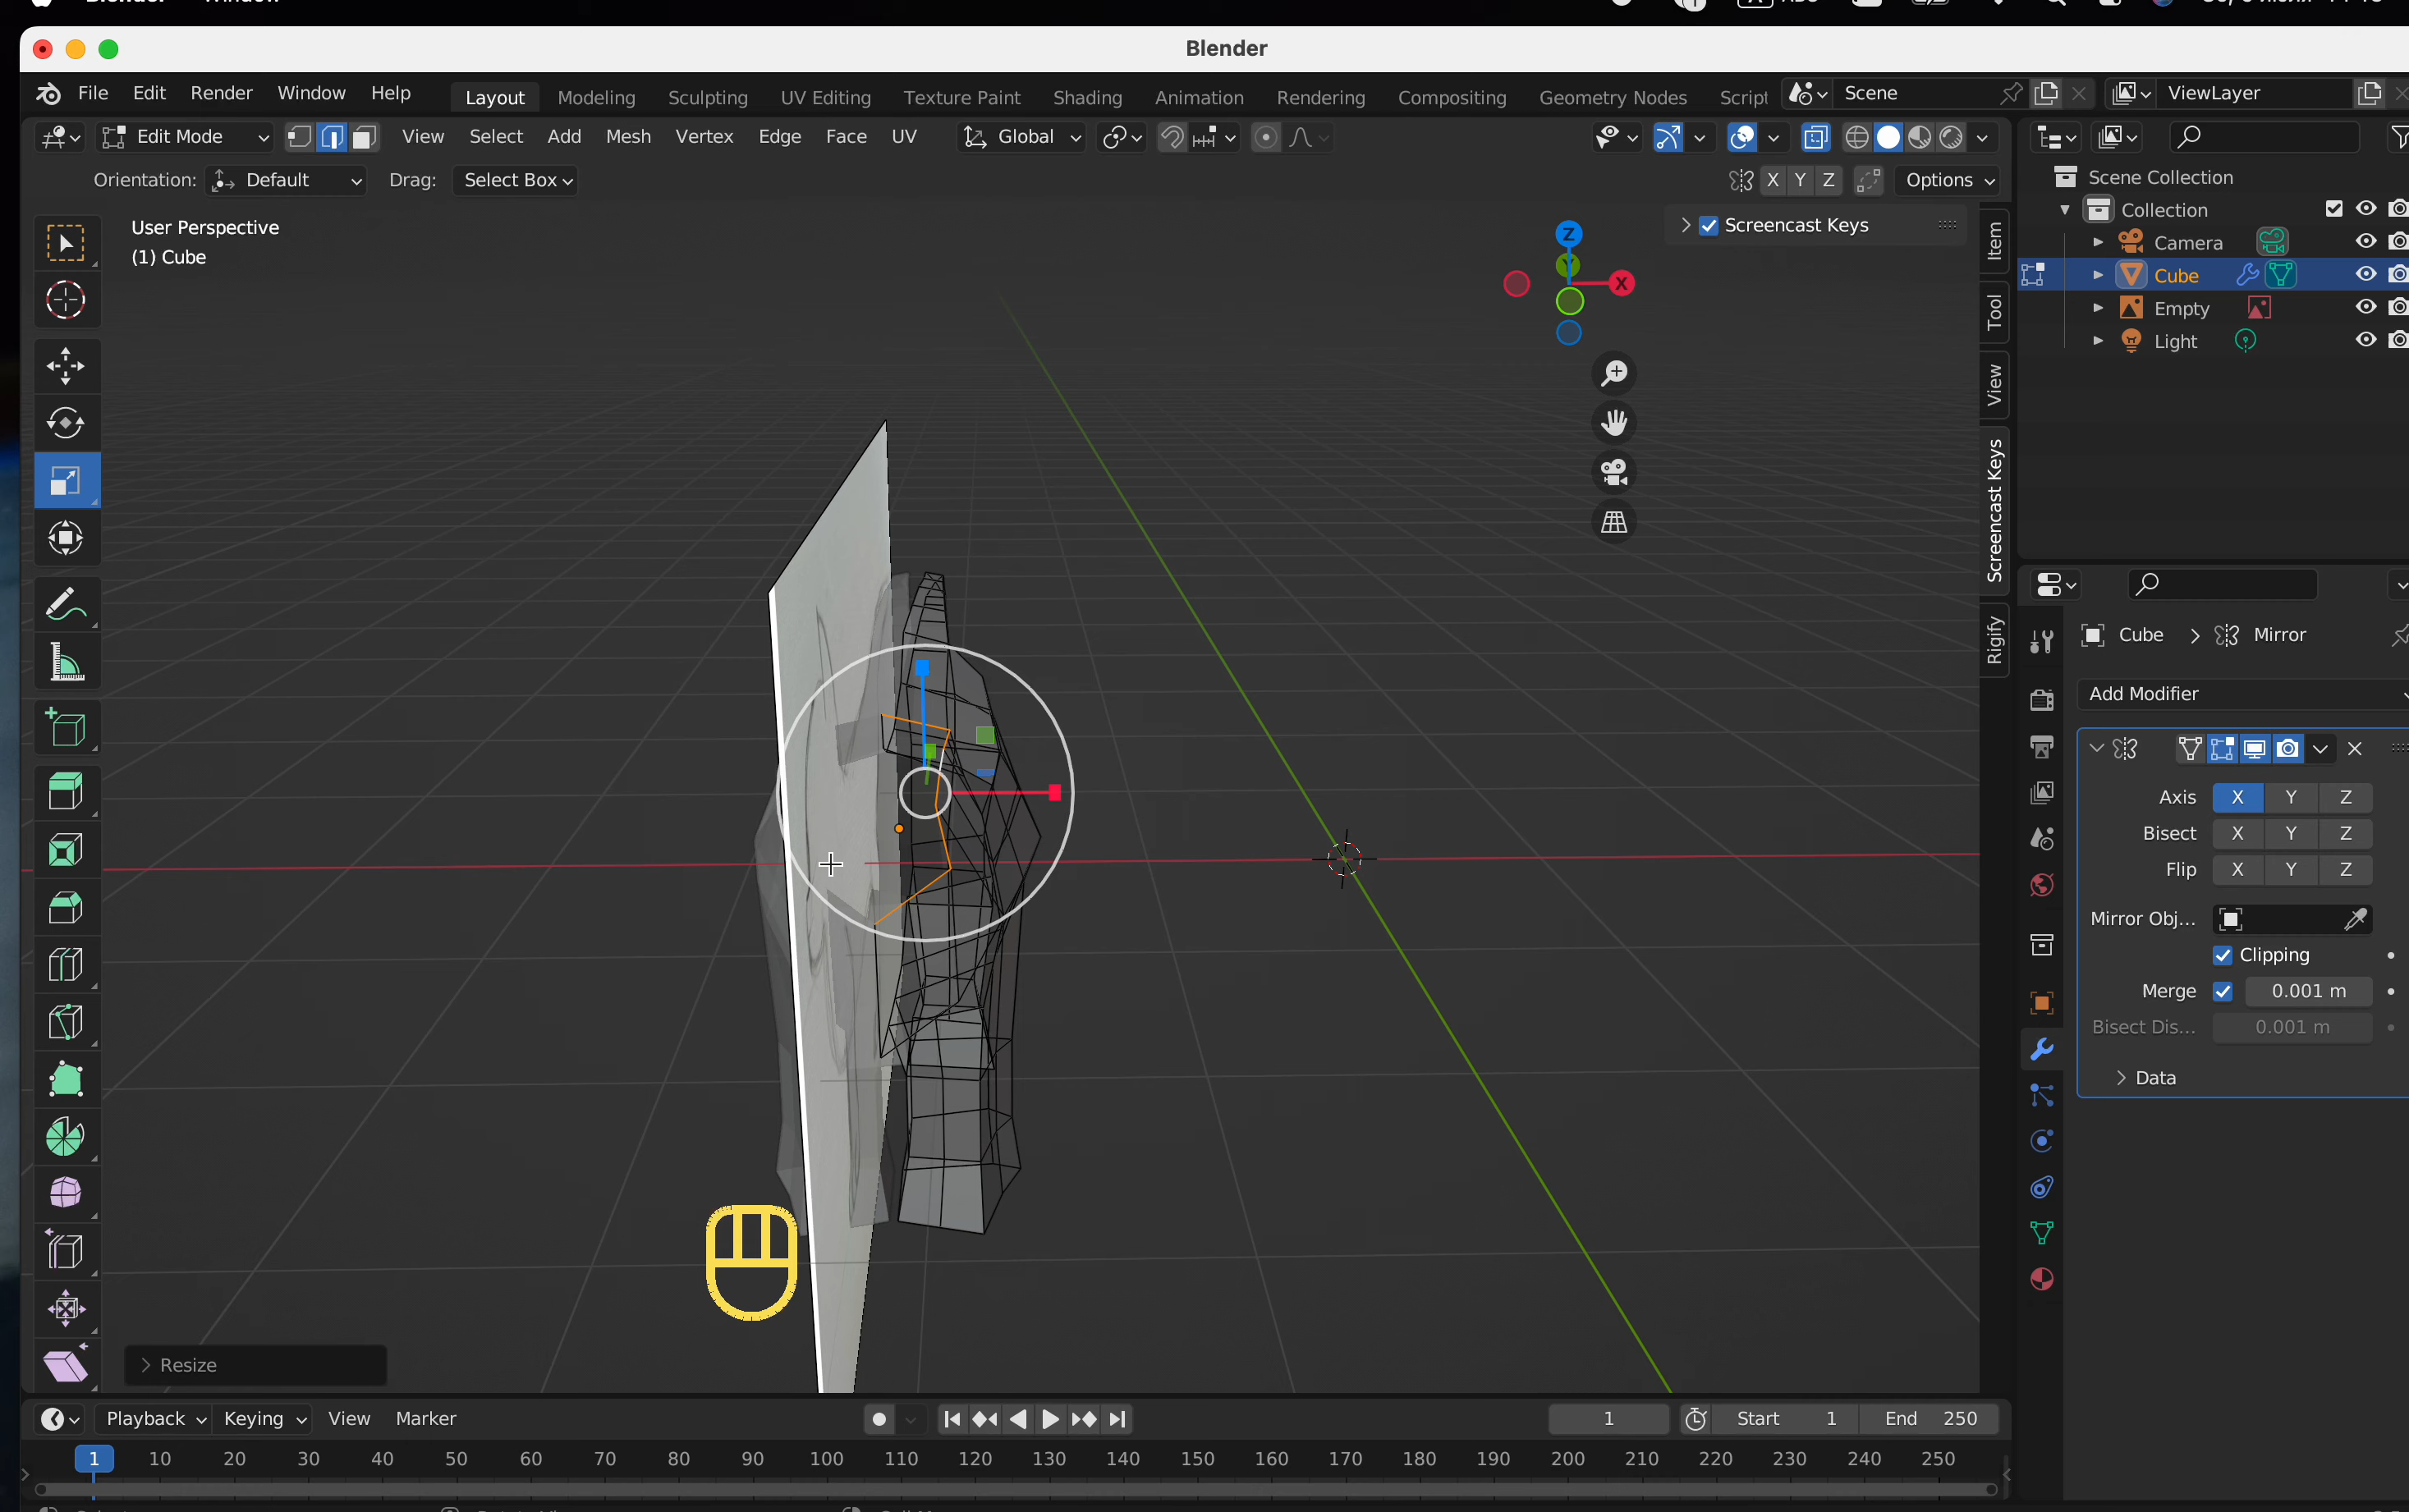 Blender
File Edit Render Window Help Layout Modeling Sculpting UV Editing Texture Paint Shading Animation Rendering Compositing Geometry Nodes Script Scene ViewLayer
Edit Mode View Select Add Mesh Vertex Edge Face UV Global
Orientation: Default Drag: Select Box X Y Z Options
User Perspective
(1) Cube
Screencast Keys
Z
Y
X
Item
Tool
View
Screencast Keys
Rigify
Scene Collection
Collection
Camera
Cube
Empty
Light
Cube > Mirror
Add Modifier
Axis X Y Z
Bisect X Y Z
Flip X Y Z
Mirror Obj...
Clipping
Merge 0.001 m
Bisect Dis... 0.001 m
Data
Resize
Playback Keying View Marker 1 Start 1 End 250
1 10 20 30 40 50 60 70 80 90 100 110 120 130 140 150 160 170 180 190 200 210 220 230 240 250